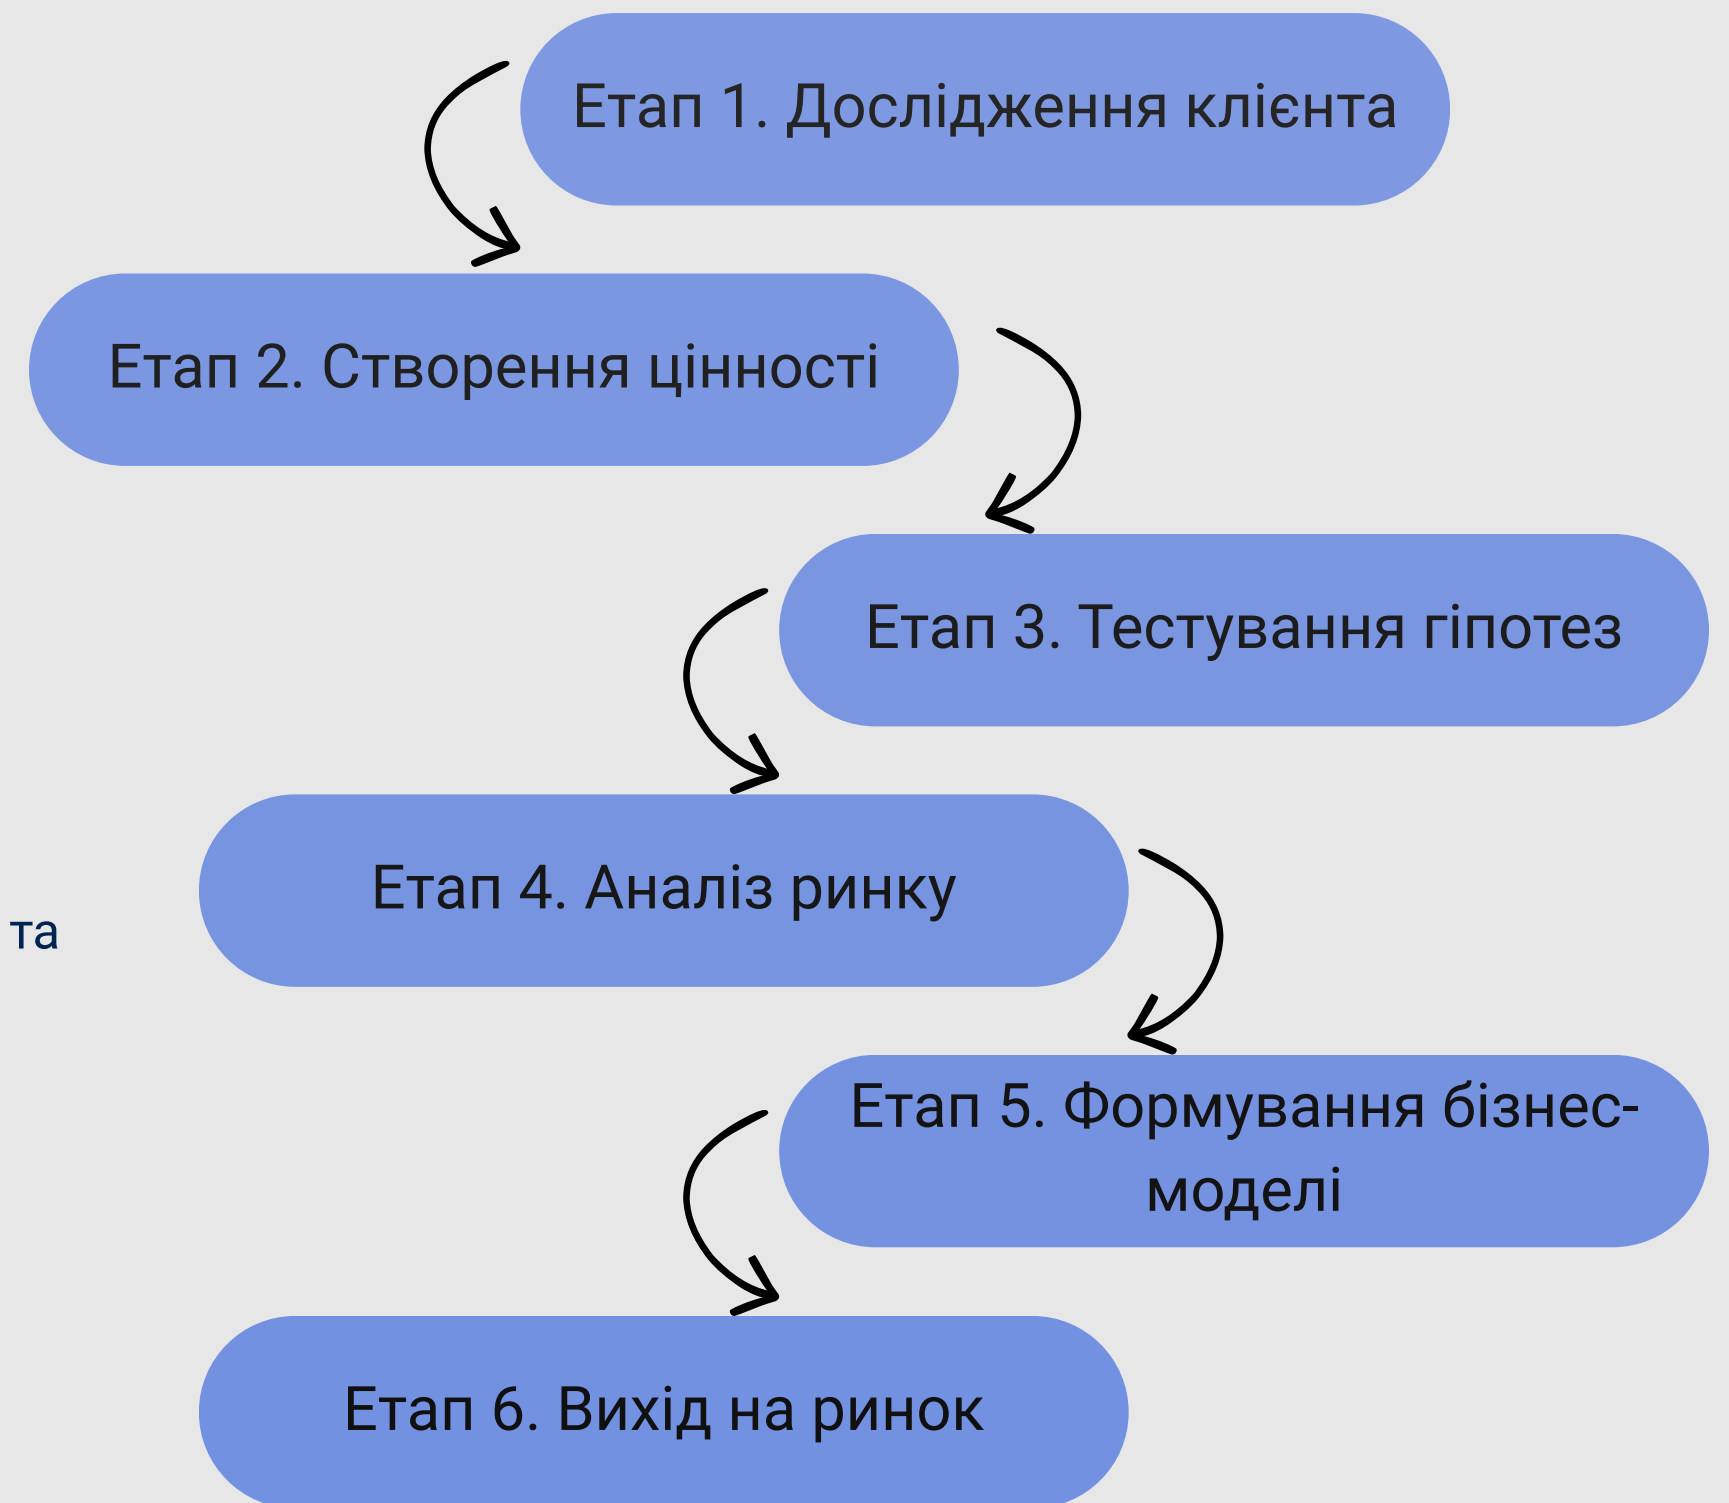 Етап 1. Дослідження клієнта
Етап 2. Створення цінності
Етап 3. Тестування гіпотез
Етап 4. Аналіз ринку
та
Етап 5. Формування бізнес-
моделі
Етап 6. Вихід на ринок